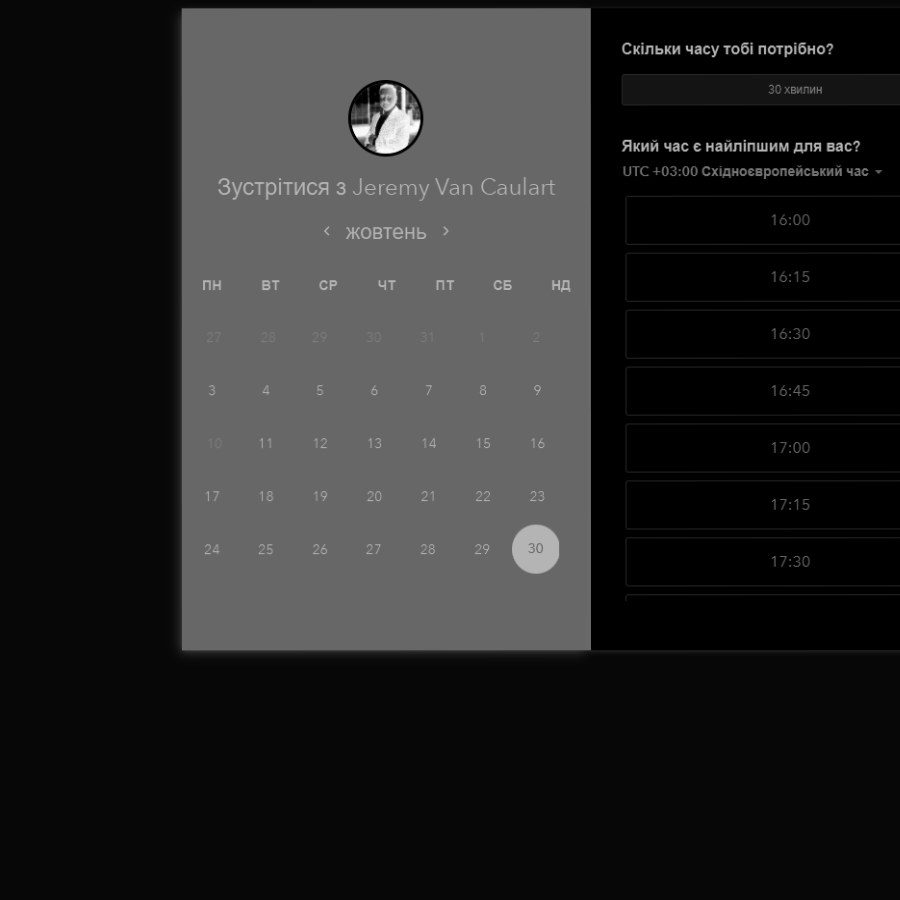 Зустрітися з Jeremy Van Caulart
жовтень
ПН ВТ СР ЧТ ПТ СБ НД
27 28 29 30 31 1 2
3 4 5 6 7 8 9
10 11 12 13 14 15 16
17 18 19 20 21 22 23
24 25 26 27 28 29 30
Скільки часу тобі потрібно?
30 хвилин
Який час є найліпшим для вас?
UTC +03:00 Східноєвропейський час
16:00
16:15
16:30
16:45
17:00
17:15
17:30